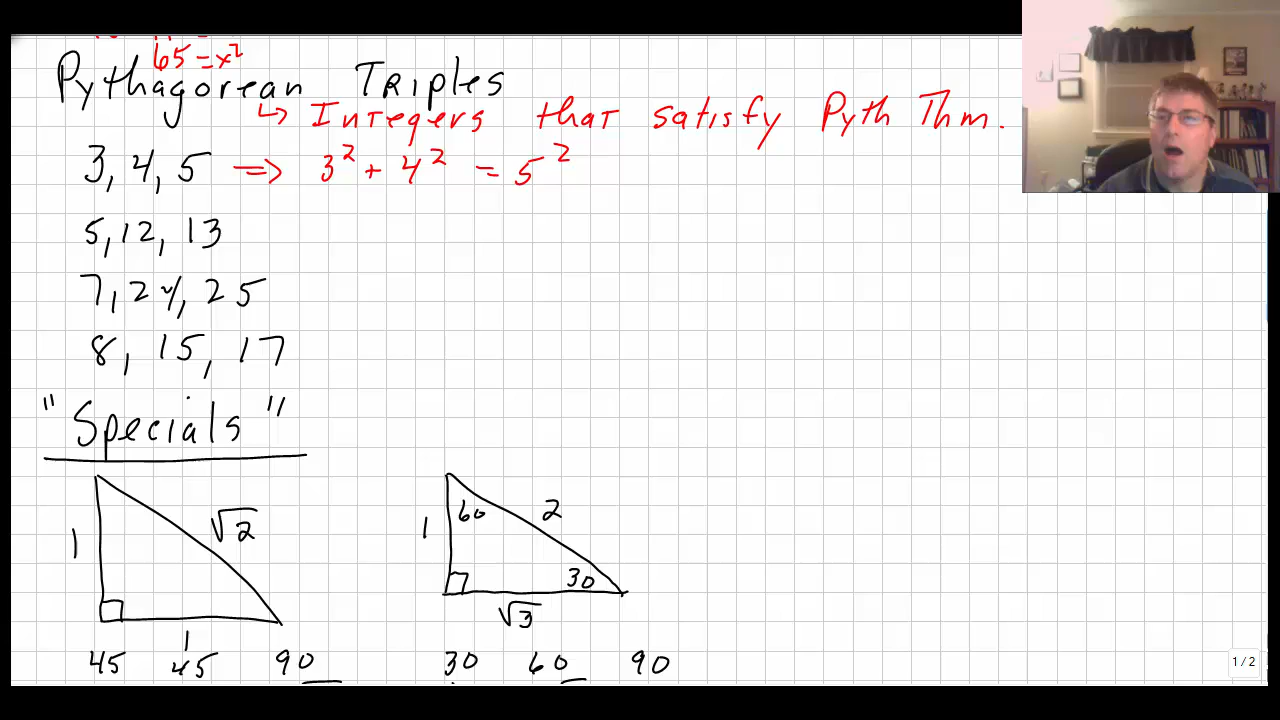 65 = x²
Pythagorean Triples
↳ Integers that satisfy Pyth Thm.
3, 4, 5 ⇒ 3² + 4² = 5²
5, 12, 13
7, 24, 25
8, 15, 17
"Specials"
1 √2
1
45 45 90
60 2
1
30
√3
30 60 90
1 / 2